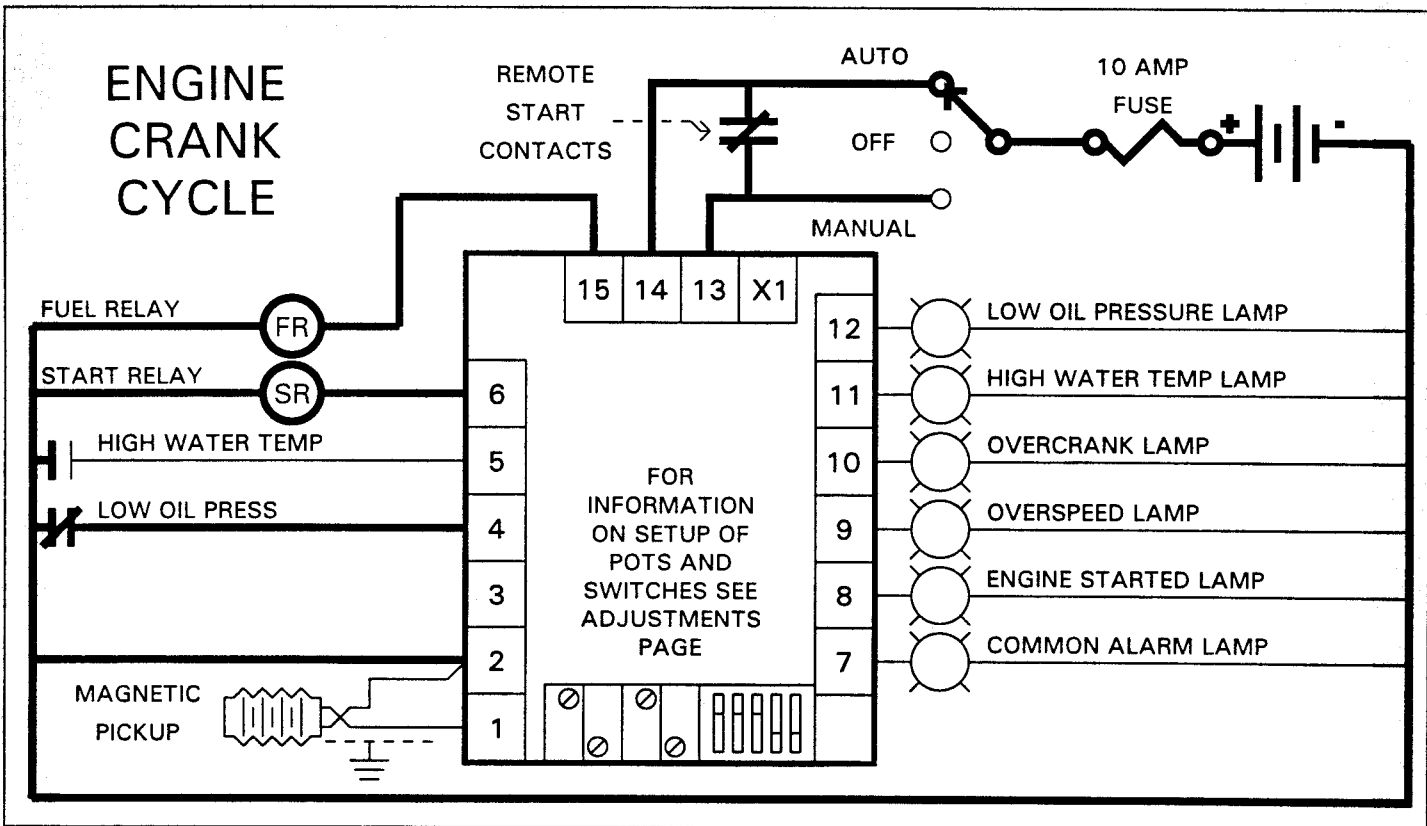 ENGINE
CRANK
CYCLE
REMOTE
START
CONTACTS
AUTO
OFF
MANUAL
10 AMP
FUSE
+
-
15 14 13 X1
FUEL RELAY
FR
START RELAY
SR
HIGH WATER TEMP
LOW OIL PRESS
MAGNETIC
PICKUP
6
5
4
3
2
1
FOR
INFORMATION
ON SETUP OF
POTS AND
SWITCHES SEE
ADJUSTMENTS
PAGE
12
11
10
9
8
7
LOW OIL PRESSURE LAMP
HIGH WATER TEMP LAMP
OVERCRANK LAMP
OVERSPEED LAMP
ENGINE STARTED LAMP
COMMON ALARM LAMP